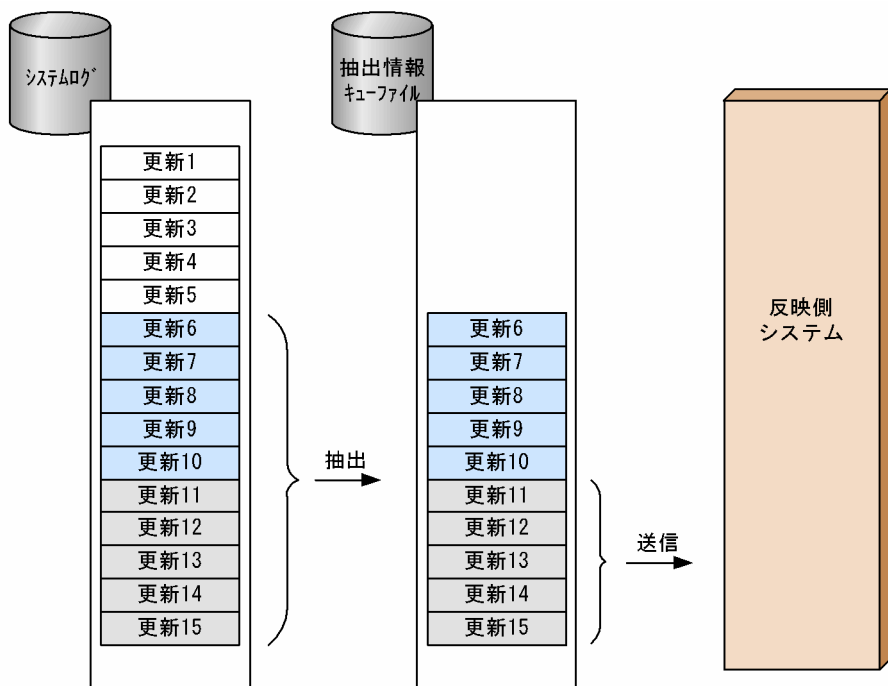 ｼｽﾃﾑﾛｸﾞ
抽出情報
ｷｭｰﾌｧｲﾙ
更新1
更新2
更新3
更新4
更新5
更新6
更新7
更新8
更新9
更新10
更新11
更新12
更新13
更新14
更新15
抽出
更新6
更新7
更新8
更新9
更新10
更新11
更新12
更新13
更新14
更新15
送信
反映側
システム